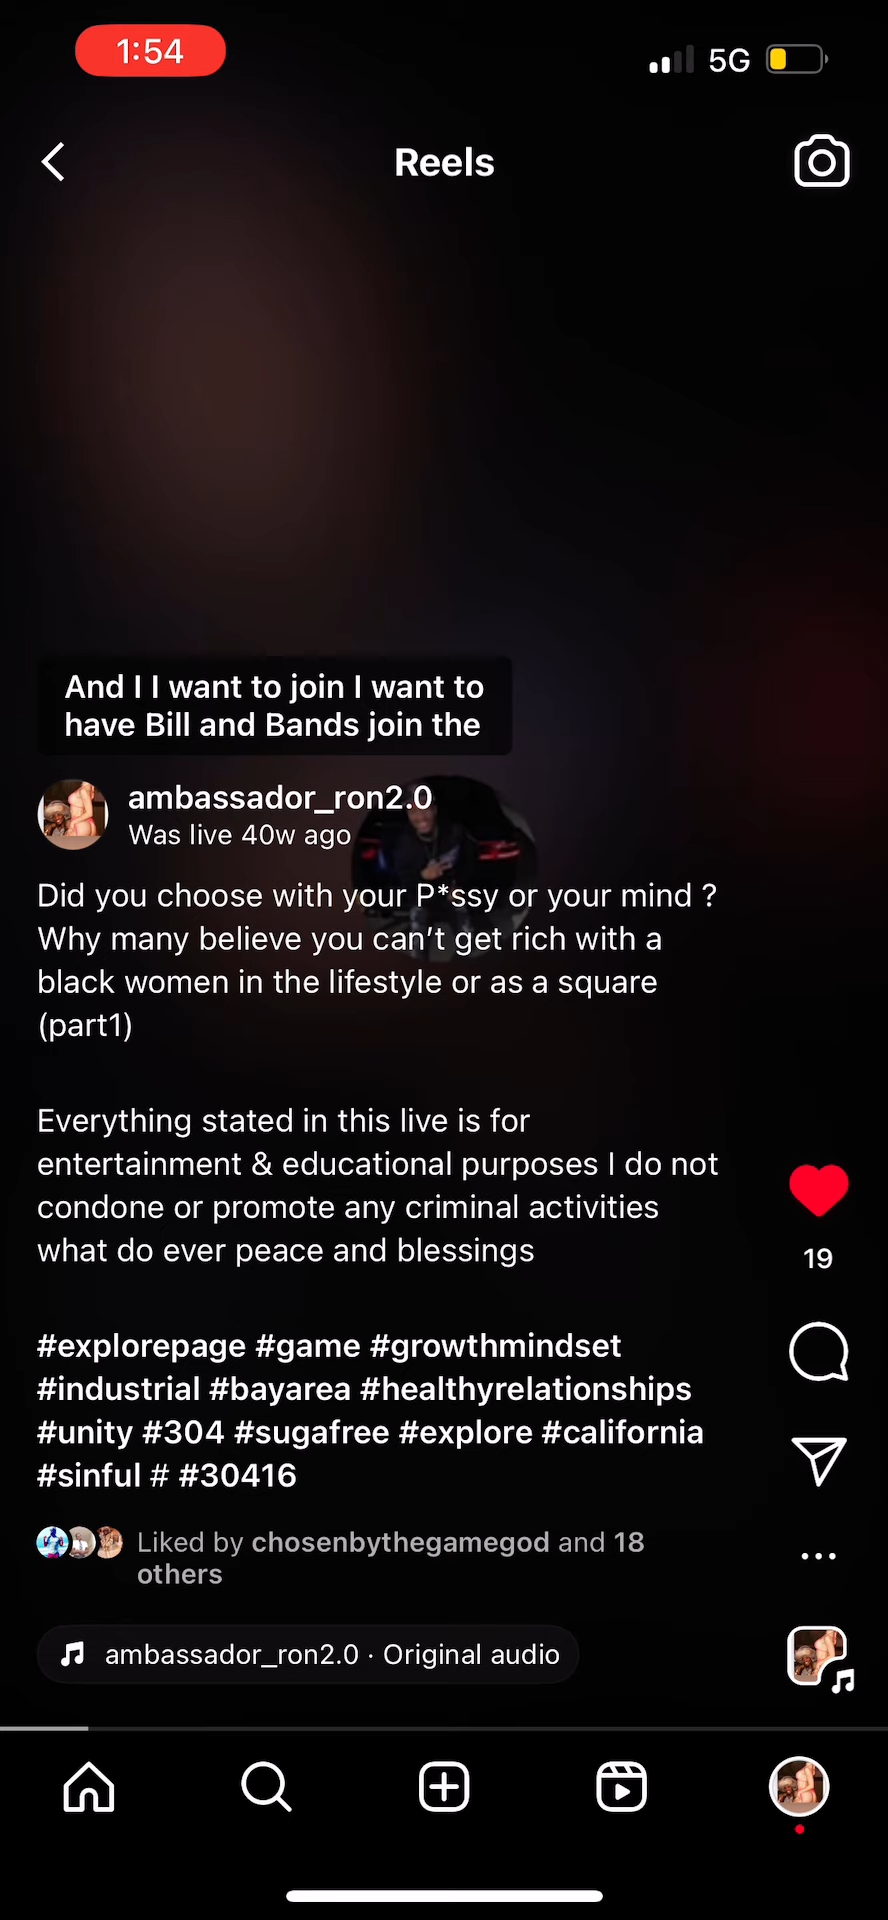 1:54
5G
Reels
And I I want to join I want to
have Bill and Bands join the
ambassador_ron2.0
Was live 40w ago
Did you choose with your P*ssy or your mind ?
Why many believe you can’t get rich with a
black women in the lifestyle or as a square
(part1)
Everything stated in this live is for
entertainment & educational purposes I do not
condone or promote any criminal activities
what do ever peace and blessings
#explorepage #game #growthmindset
#industrial #bayarea #healthyrelationships
#unity #304 #sugafree #explore #california
#sinful # #30416
19
Liked by chosenbythegamegod and 18
others
ambassador_ron2.0 · Original audio